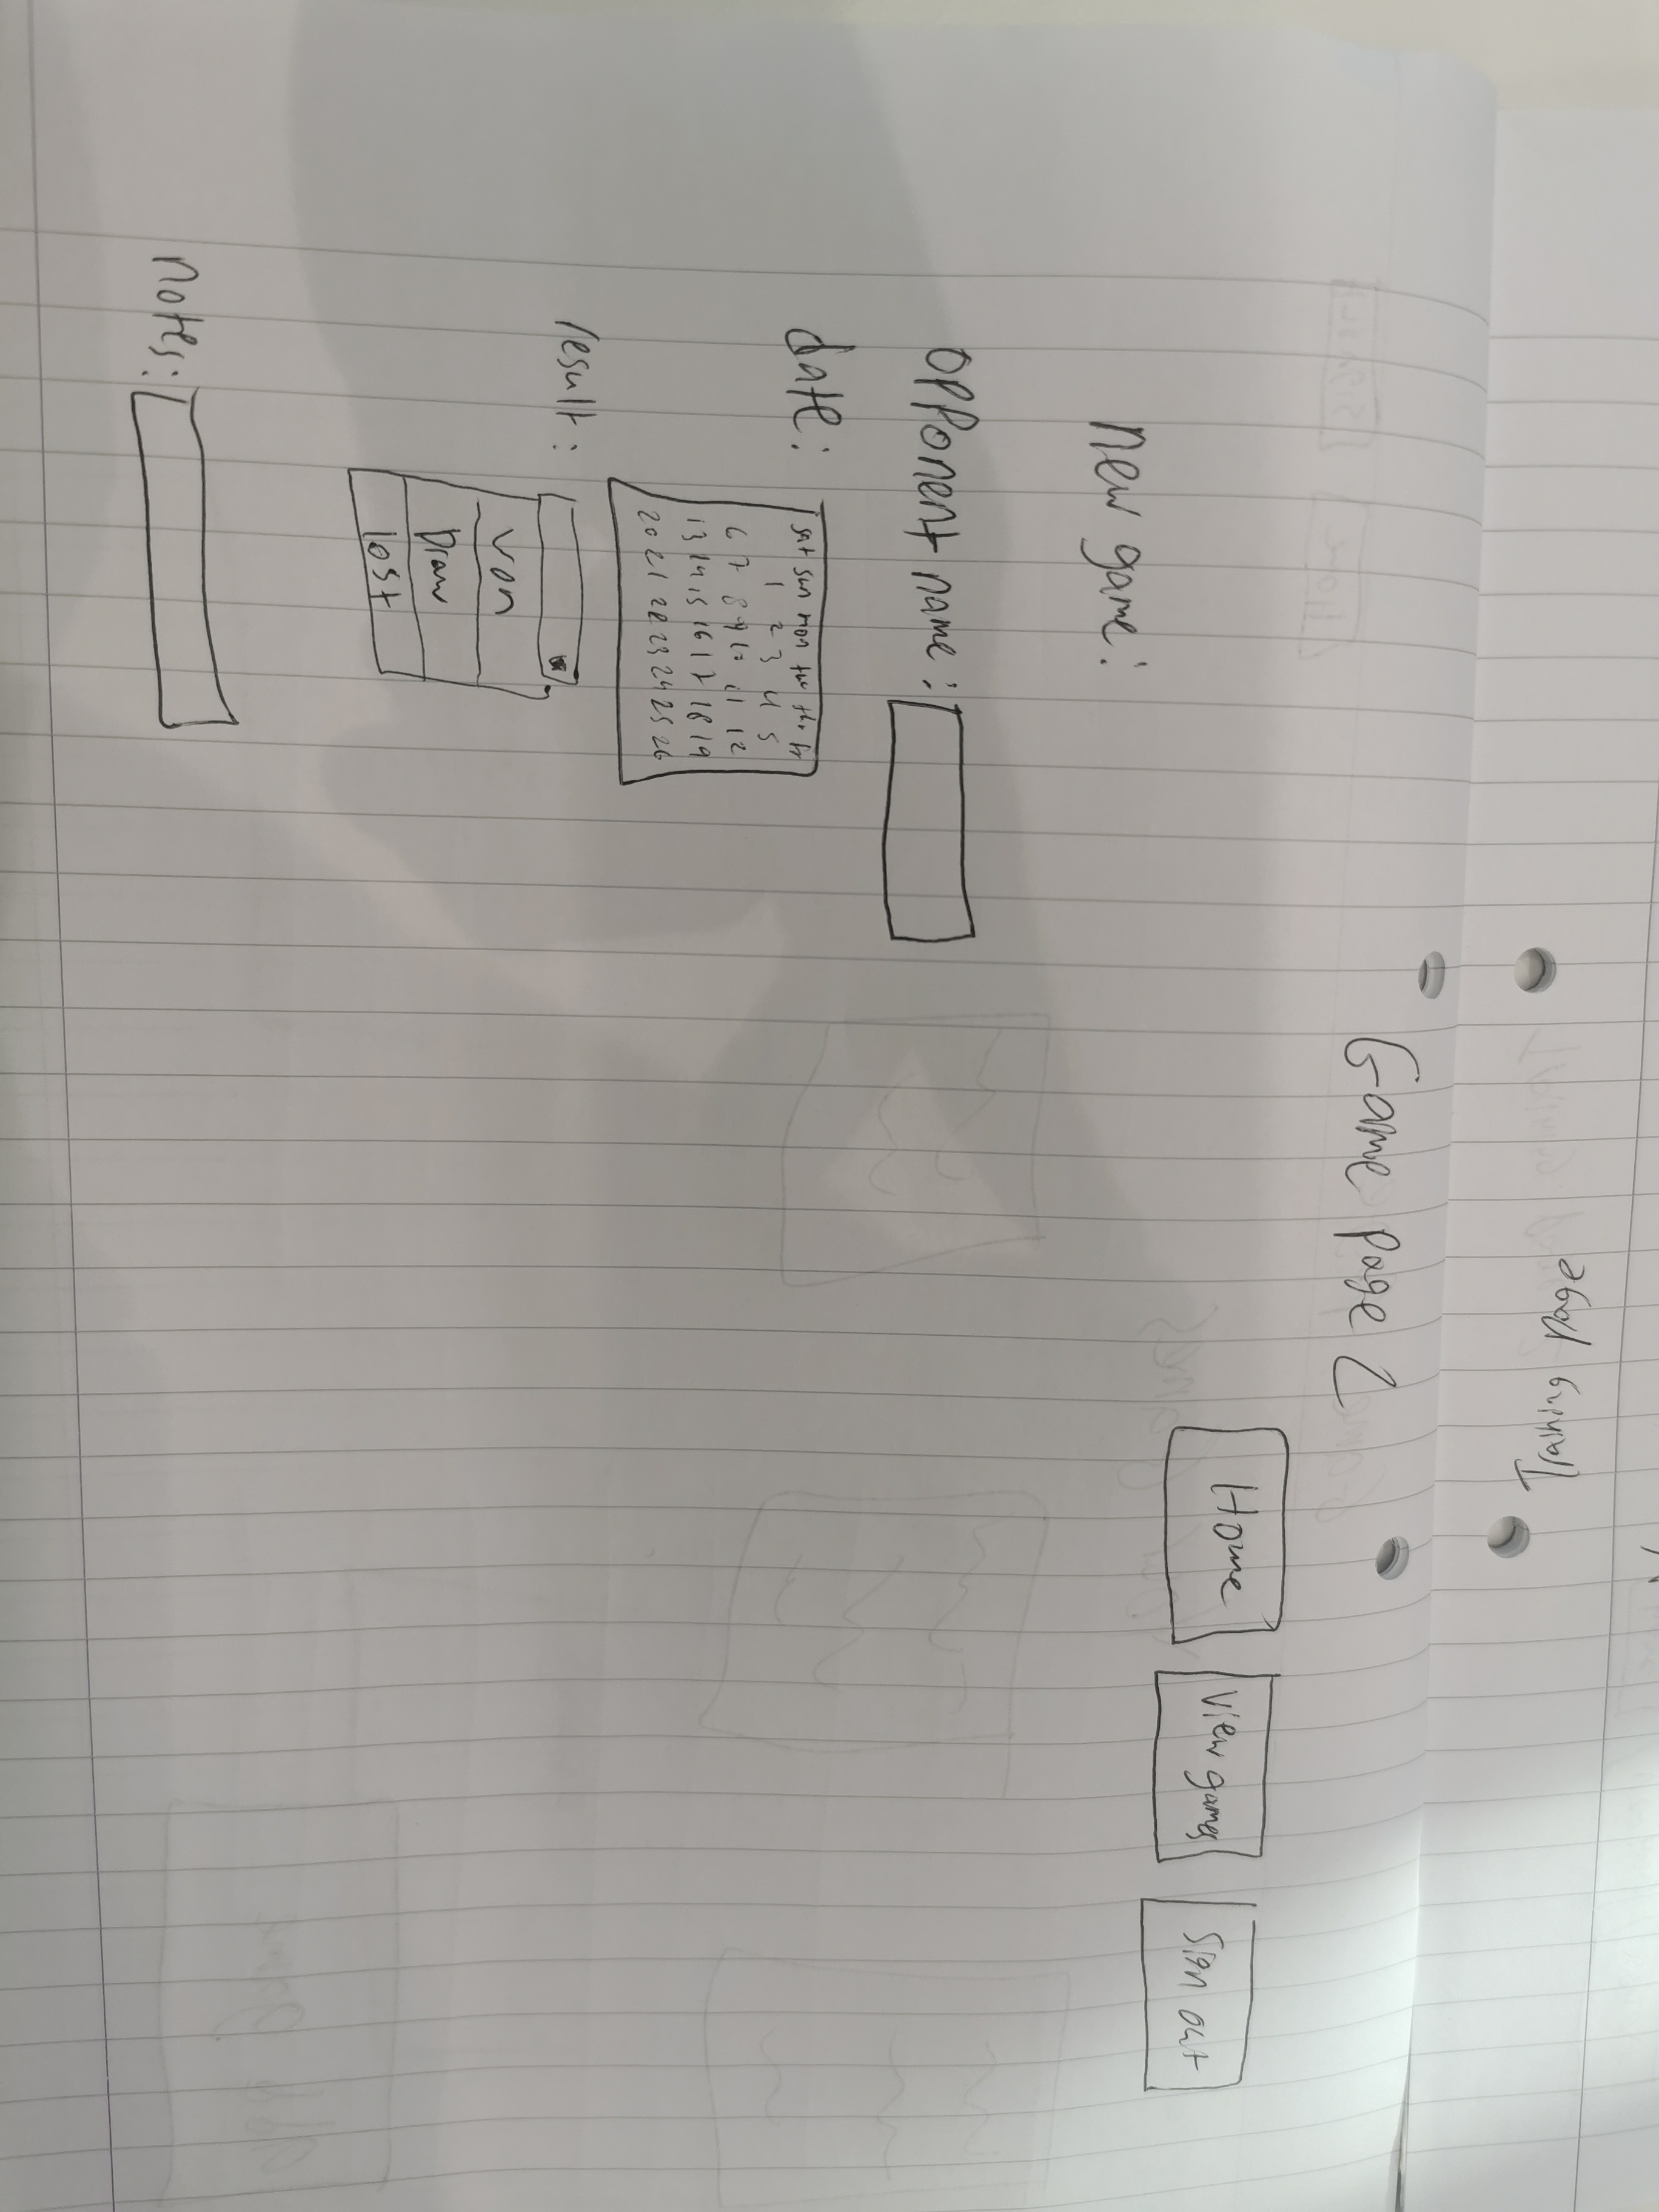 Training page
Game page 2
Home View games Sign out
New game:
opponent name:
date:
sat sun mon tue thu fr
1 2 3 4 5
6 7 8 9 10 11 12
13 14 15 16 17 18 19
20 21 22 23 24 25 26
result:
Won
Draw
lost
notes: